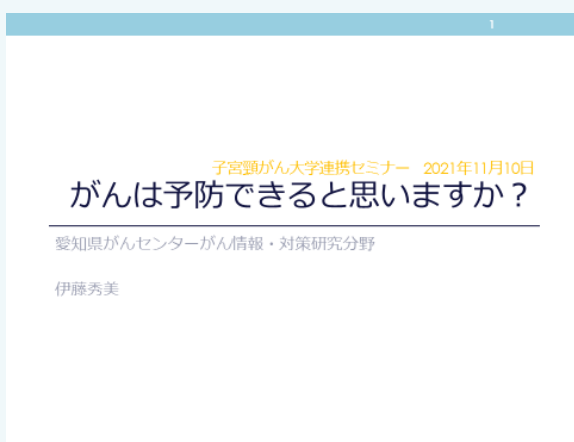 1
子宮頸がん大学連携セミナー　2021年11月10日
がんは予防できると思いますか？
愛知県がんセンターがん情報・対策研究分野
伊藤秀美